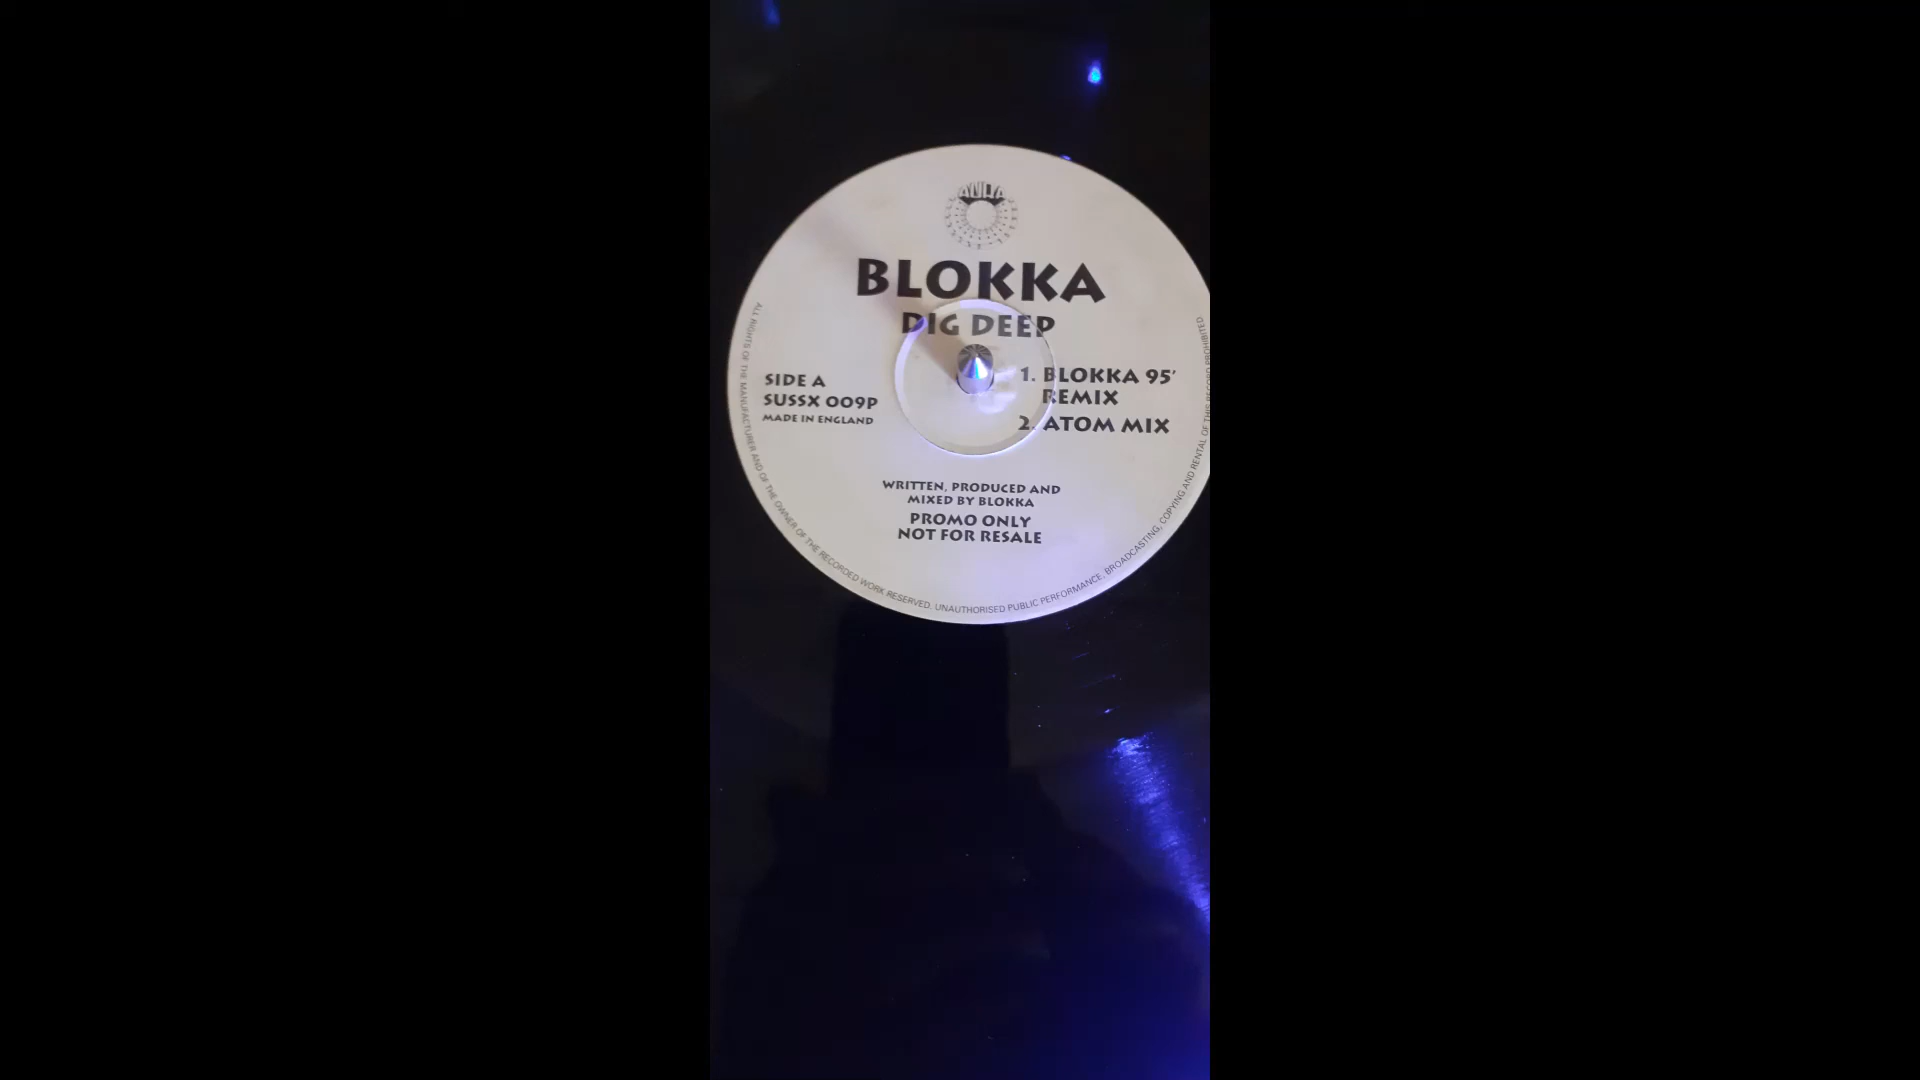 BLOKKA
DIG DEEP
SIDE A
SUSSX 009P
MADE IN ENGLAND
1. BLOKKA 95'
REMIX
2. ATOM MIX
WRITTEN, PRODUCED AND
MIXED BY BLOKKA
PROMO ONLY
NOT FOR RESALE
ALL RIGHTS OF THE MANUFACTURER AND OF THE OWNER OF THE RECORDED WORK RESERVED. UNAUTHORISED PUBLIC PERFORMANCE, BROADCASTING, COPYING AND RENTAL OF THIS RECORD PROHIBITED